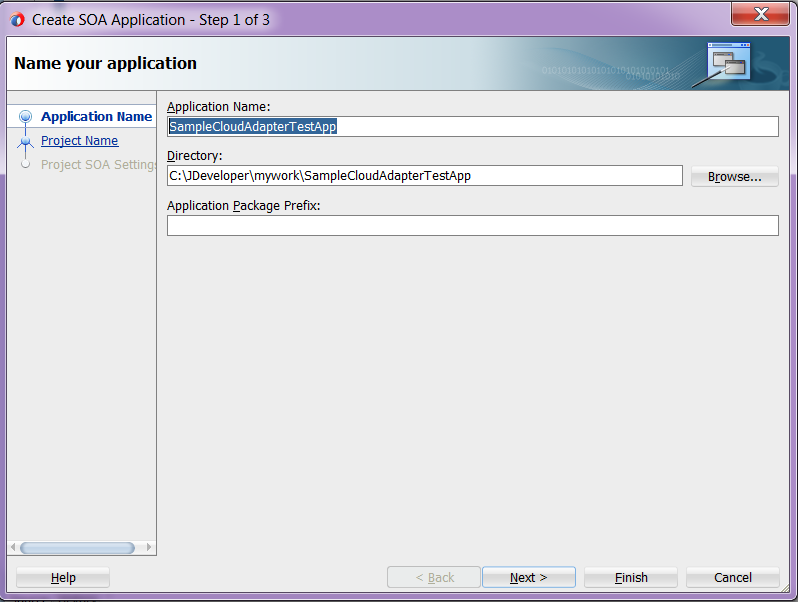 Create SOA Application - Step 1 of 3
Name your application
Application Name
Project Name
Project SOA Settings
Application Name:
SampleCloudAdapterTestApp
Directory:
C:\JDeveloper\mywork\SampleCloudAdapterTestApp
Browse...
Application Package Prefix:
Help
< Back
Next >
Finish
Cancel